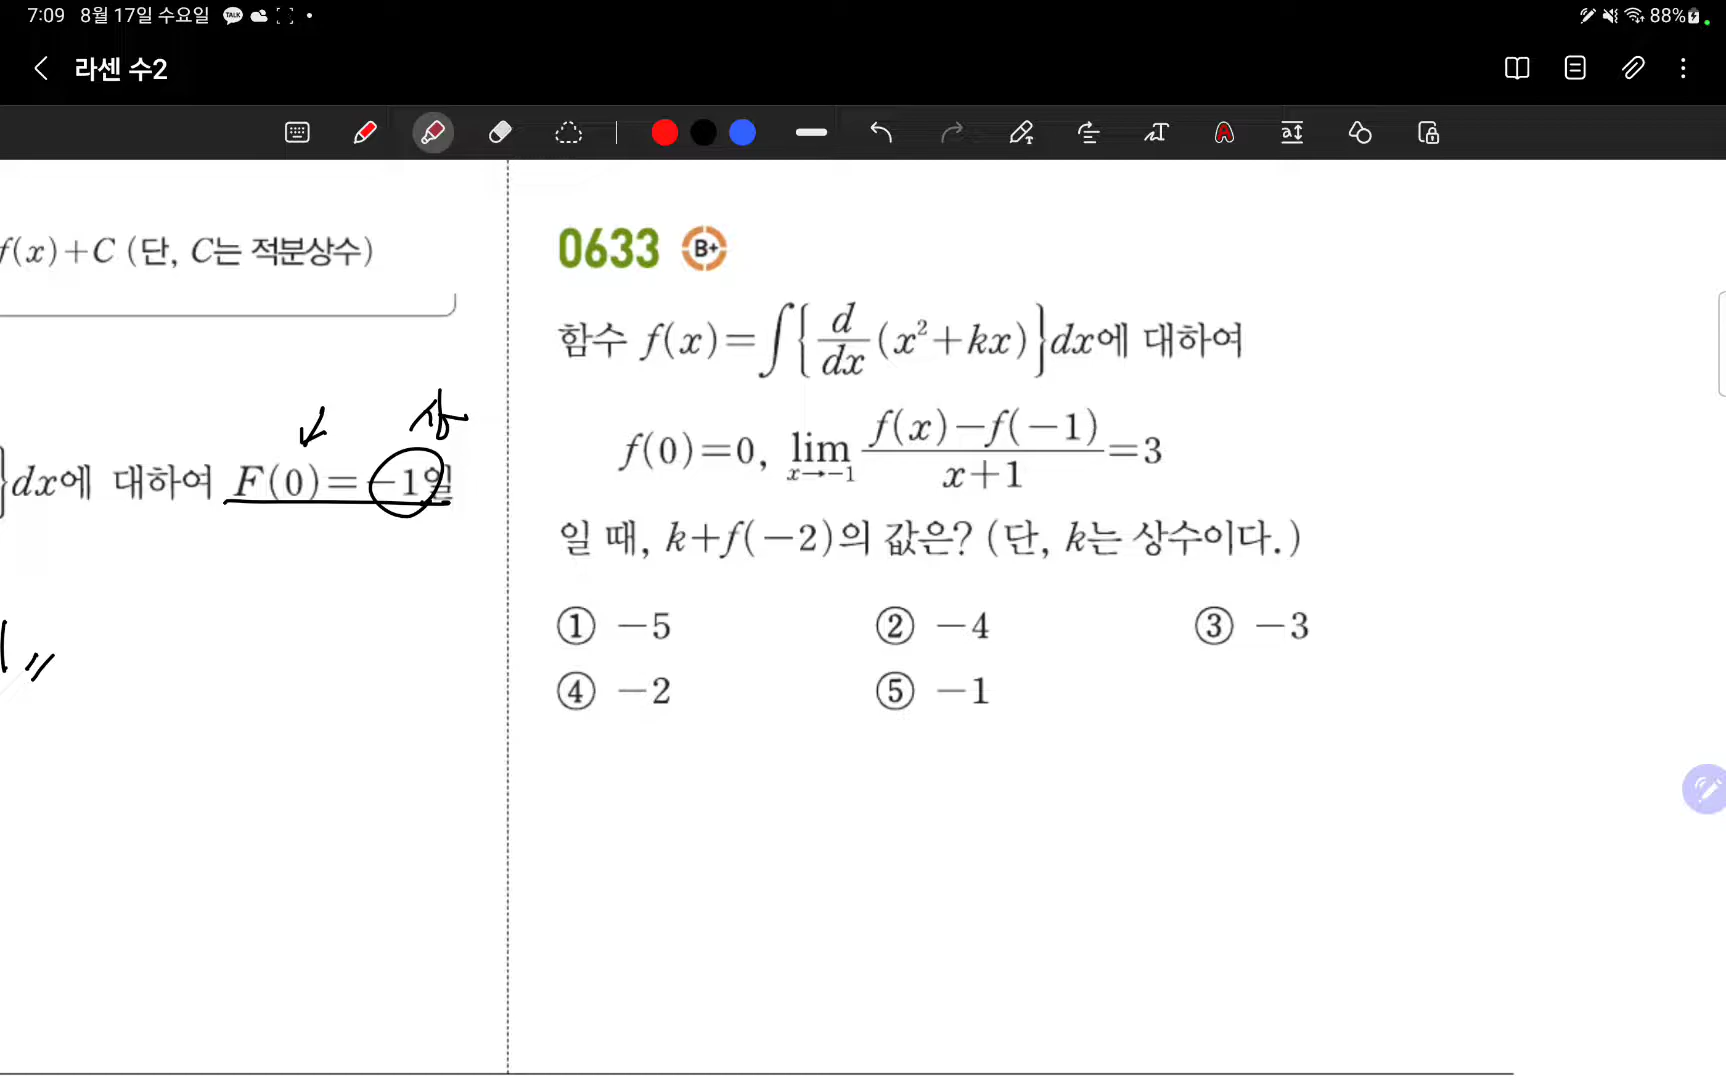 7:09 8월 17일 수요일 TALK 88%
라센 수2
f(x)+C (단, C는 적분상수)
}dx에 대하여 F(0)=-1일
상
0633 B+
함수 f(x)=∫{d/dx(x²+kx)}dx에 대하여
f(0)=0, lim x→-1 f(x)-f(-1)/x+1=3
일 때, k+f(-2)의 값은? (단, k는 상수이다.)
① -5 ② -4 ③ -3
④ -2 ⑤ -1